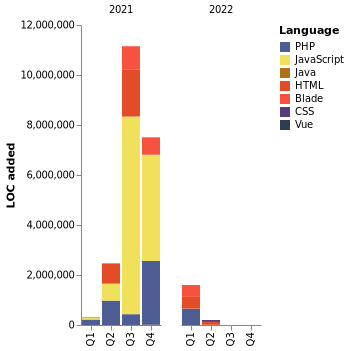 2021
2022
12,000,000
10,000,000
8,000,000
6,000,000
4,000,000
2,000,000
0
LOC added
Q1
Q2
Q3
Q4
Q1
Q2
Q3
Q4
Language
PHP
JavaScript
Java
HTML
Blade
CSS
Vue